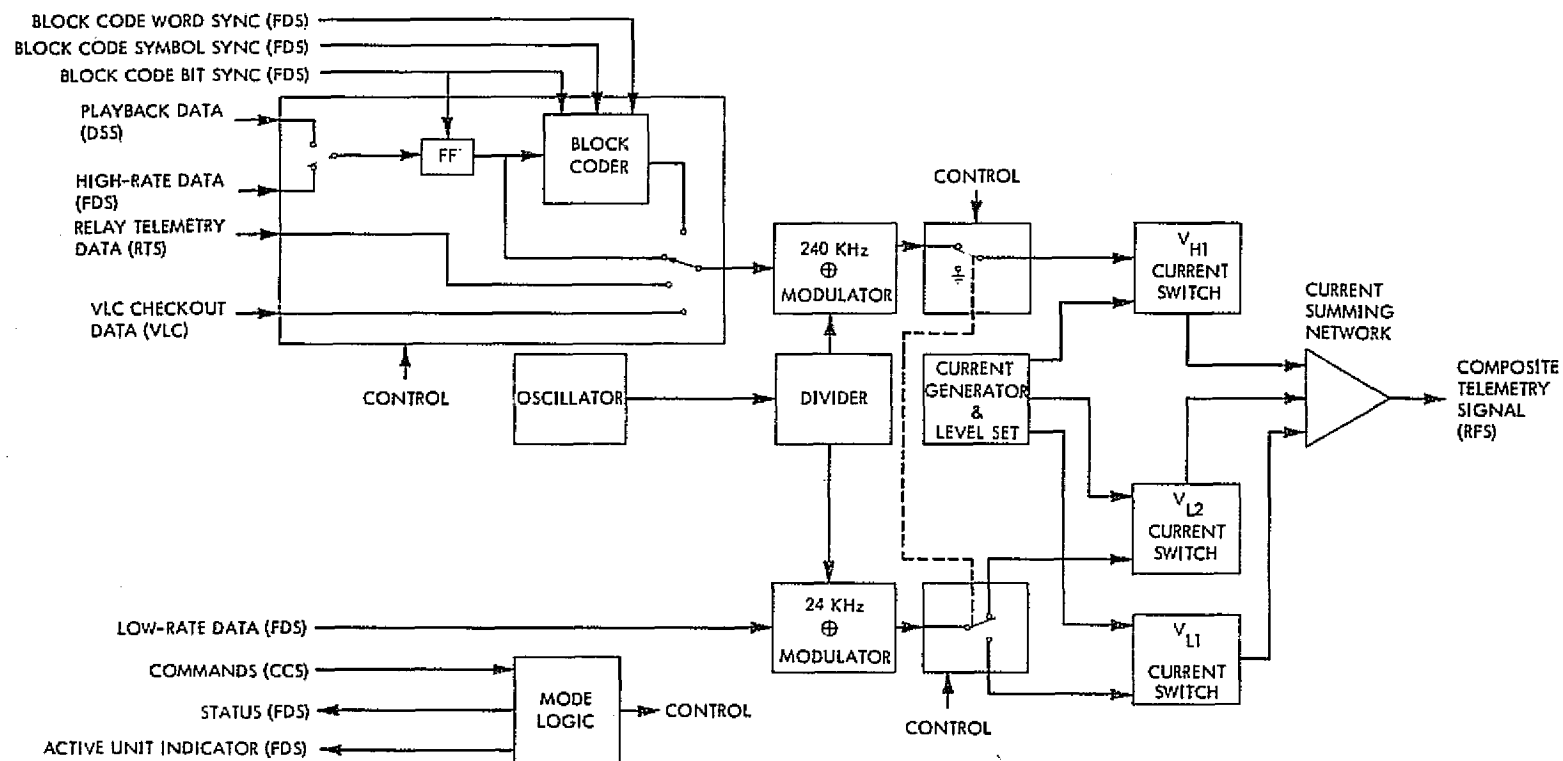 BLOCK CODE WORD SYNC (FDS)
BLOCK CODE SYMBOL SYNC (FDS)
BLOCK CODE BIT SYNC (FDS)
PLAYBACK DATA
(DSS)
HIGH-RATE DATA
(FDS)
RELAY TELEMETRY
DATA (RTS)
VLC CHECKOUT
DATA (VLC)
FF
BLOCK
CODER
CONTROL
OSCILLATOR
240 KHz
⊕
MODULATOR
DIVIDER
CONTROL
CURRENT
GENERATOR
&
LEVEL SET
VH1
CURRENT
SWITCH
CURRENT
SUMMING
NETWORK
COMPOSITE
TELEMETRY
SIGNAL
(RFS)
VL2
CURRENT
SWITCH
24 KHz
⊕
MODULATOR
VL1
CURRENT
SWITCH
CONTROL
LOW-RATE DATA (FDS)
COMMANDS (CCS)
STATUS (FDS)
ACTIVE UNIT INDICATOR (FDS)
MODE
LOGIC
CONTROL